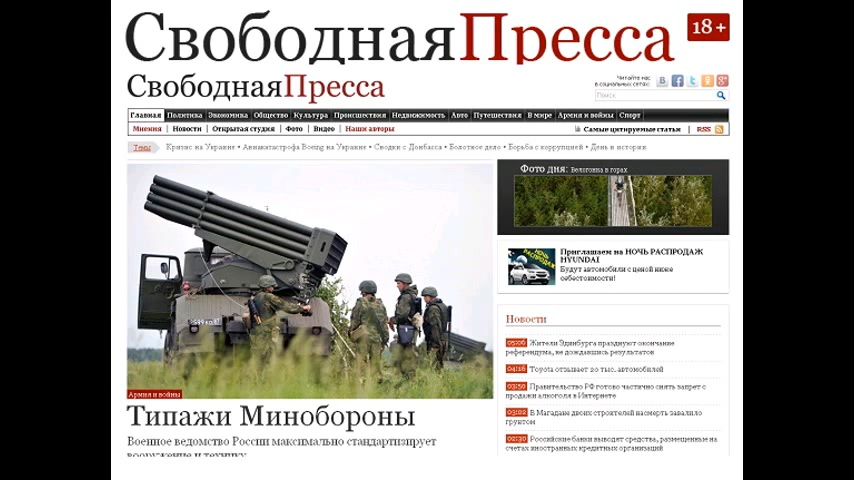 СвободнаяПресса
18+
СвободнаяПресса
Читайте нас
в социальных сетях:
Поиск
Главная Политика Экономика Общество Культура Происшествия Недвижимость Авто Путешествия В мире Армия и войны Спорт
Мнения • Новости • Открытая студия • Фото • Видео • Наши авторы
Самые цитируемые статьи | RSS
Темы
Кризис на Украине • Авиакатастрофа Boeing на Украине • Сводки с Донбасса • Болотное дело • Борьба с коррупцией • День в истории
Армия и войны
Типажи Минобороны
Военное ведомство России максимально стандартизирует
вооружение и технику
Фото дня: Велогонка в горах
НОЧЬ
РАСПРОДАЖ
Приглашаем на НОЧЬ РАСПРОДАЖ
HYUNDAI
Будут автомобили с ценой ниже
себестоимости!
Новости
05:06 Жители Эдинбурга празднуют окончание
референдума, не дождавшись результатов
04:16 Toyota отзывает 20 тыс. автомобилей
03:50 Правительство РФ готово частично снять запрет с
продажи алкоголя в Интернете
03:02 В Магадане двоих строителей насмерть завалило
грунтом
02:30 Российские банки выводят средства, размещенные на
счетах иностранных кредитных организаций